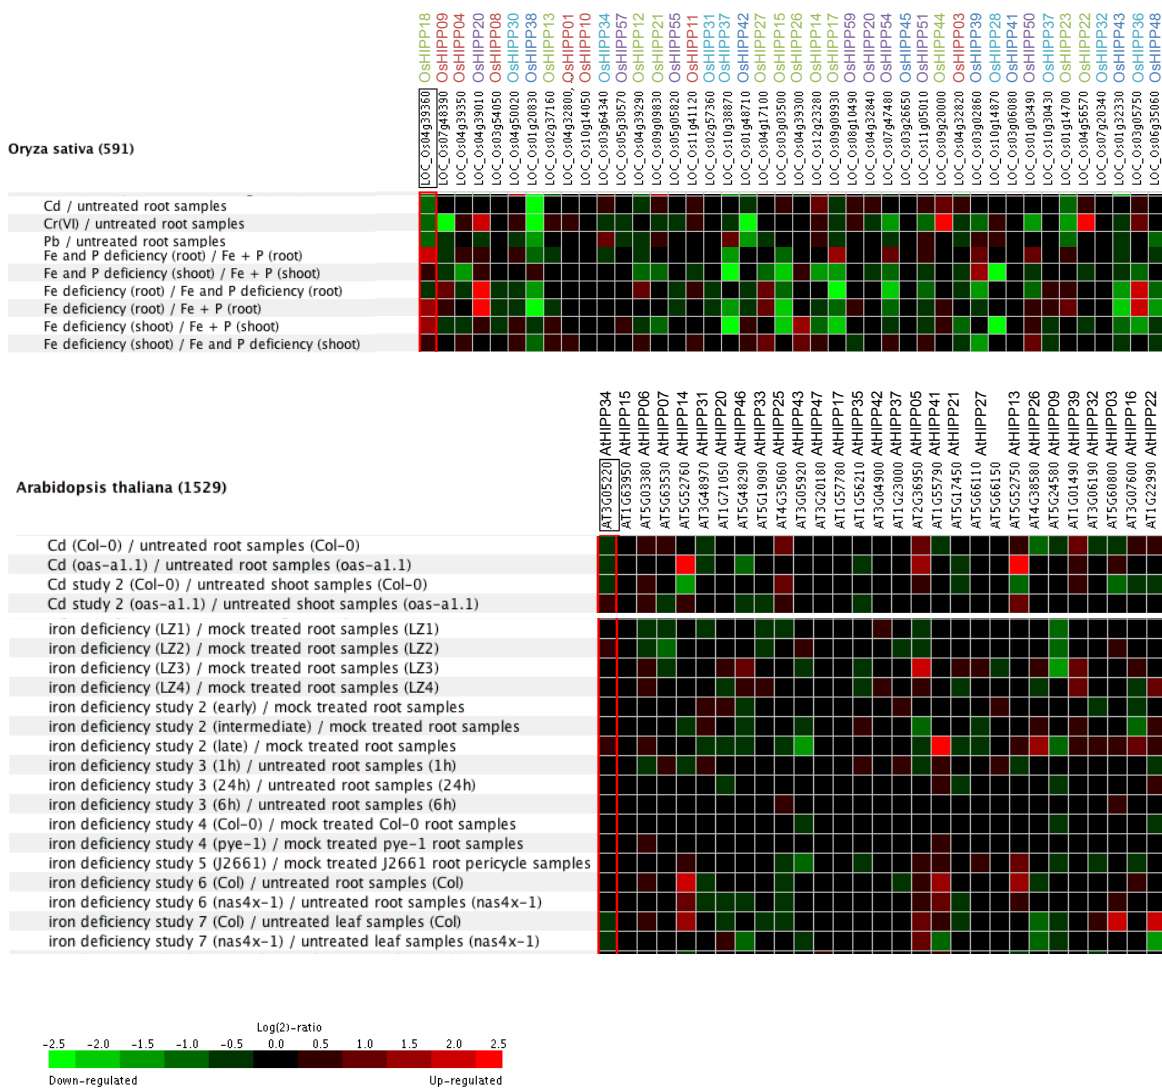 OsHIPP18 OsHIPP09 OsHIPP04 OsHIPP20 OsHIPP08 OsHIPP30 OsHIPP38 OsHIPP13 OsHIPP01 OsHIPP10 OsHIPP34 OsHIPP57 OsHIPP12 OsHIPP21 OsHIPP55 OsHIPP11 OsHIPP31 OsHIPP37 OsHIPP42 OsHIPP27 OsHIPP15 OsHIPP26 OsHIPP14 OsHIPP17 OsHIPP59 OsHIPP20 OsHIPP54 OsHIPP45 OsHIPP51 OsHIPP44 OsHIPP03 OsHIPP39 OsHIPP28 OsHIPP41 OsHIPP50 OsHIPP37 OsHIPP23 OsHIPP22 OsHIPP32 OsHIPP43 OsHIPP36 OsHIPP48
LOC_Os04g39360 LOC_Os07g48390 LOC_Os04g39350 LOC_Os04g39010 LOC_Os03g54050 LOC_Os04g50020 LOC_Os01g20830 LOC_Os02g37160 LOC_Os04g32800, LOC_Os10g14050 LOC_Os03g64340 LOC_Os05g30570 LOC_Os04g39290 LOC_Os09g09830 LOC_Os05g05820 LOC_Os11g41120 LOC_Os02g57360 LOC_Os10g38870 LOC_Os01g48710 LOC_Os04g17100 LOC_Os03g03500 LOC_Os04g39300 LOC_Os12g23280 LOC_Os09g09930 LOC_Os08g10490 LOC_Os04g32840 LOC_Os07g47480 LOC_Os03g26650 LOC_Os11g05010 LOC_Os09g20000 LOC_Os04g32820 LOC_Os03g02860 LOC_Os10g14870 LOC_Os03g06080 LOC_Os01g03490 LOC_Os10g30430 LOC_Os01g14700 LOC_Os04g56570 LOC_Os07g20340 LOC_Os01g32330 LOC_Os03g05750 LOC_Os06g35060
Oryza sativa (591)
Cd / untreated root samples
Cr(VI) / untreated root samples
Pb / untreated root samples
Fe and P deficiency (root) / Fe + P (root)
Fe and P deficiency (shoot) / Fe + P (shoot)
Fe deficiency (root) / Fe and P deficiency (root)
Fe deficiency (root) / Fe + P (root)
Fe deficiency (shoot) / Fe + P (shoot)
Fe deficiency (shoot) / Fe and P deficiency (shoot)
AtHIPP34 AtHIPP15 AtHIPP06 AtHIPP07 AtHIPP14 AtHIPP31 AtHIPP20 AtHIPP46 AtHIPP33 AtHIPP25 AtHIPP43 AtHIPP47 AtHIPP17 AtHIPP35 AtHIPP42 AtHIPP37 AtHIPP05 AtHIPP41 AtHIPP21 AtHIPP27 AtHIPP13 AtHIPP26 AtHIPP09 AtHIPP39 AtHIPP32 AtHIPP03 AtHIPP16 AtHIPP22
AT3G05220 AT1G63950 AT5G03380 AT5G63530 AT5G52760 AT3G48970 AT1G71050 AT5G48290 AT5G19090 AT4G35060 AT3G05920 AT3G20180 AT1G57780 AT1G56210 AT3G04900 AT1G23000 AT2G36950 AT1G55790 AT5G17450 AT5G66110 AT5G66150 AT5G52750 AT4G38580 AT5G24580 AT1G01490 AT3G06190 AT5G60800 AT3G07600 AT1G22990
Arabidopsis thaliana (1529)
Cd (Col-0) / untreated root samples (Col-0)
Cd (oas-a1.1) / untreated root samples (oas-a1.1)
Cd study 2 (Col-0) / untreated shoot samples (Col-0)
Cd study 2 (oas-a1.1) / untreated shoot samples (oas-a1.1)
iron deficiency (LZ1) / mock treated root samples (LZ1)
iron deficiency (LZ2) / mock treated root samples (LZ2)
iron deficiency (LZ3) / mock treated root samples (LZ3)
iron deficiency (LZ4) / mock treated root samples (LZ4)
iron deficiency study 2 (early) / mock treated root samples
iron deficiency study 2 (intermediate) / mock treated root samples
iron deficiency study 2 (late) / mock treated root samples
iron deficiency study 3 (1h) / untreated root samples (1h)
iron deficiency study 3 (24h) / untreated root samples (24h)
iron deficiency study 3 (6h) / untreated root samples (6h)
iron deficiency study 4 (Col-0) / mock treated Col-0 root samples
iron deficiency study 4 (pye-1) / mock treated pye-1 root samples
iron deficiency study 5 (J2661) / mock treated J2661 root pericycle samples
iron deficiency study 6 (Col) / untreated root samples (Col)
iron deficiency study 6 (nas4x-1) / untreated root samples (nas4x-1)
iron deficiency study 7 (Col) / untreated leaf samples (Col)
iron deficiency study 7 (nas4x-1) / untreated leaf samples (nas4x-1)
Log(2)-ratio
-2.5 -2.0 -1.5 -1.0 -0.5 0.0 0.5 1.0 1.5 2.0 2.5
Down-regulated Up-regulated